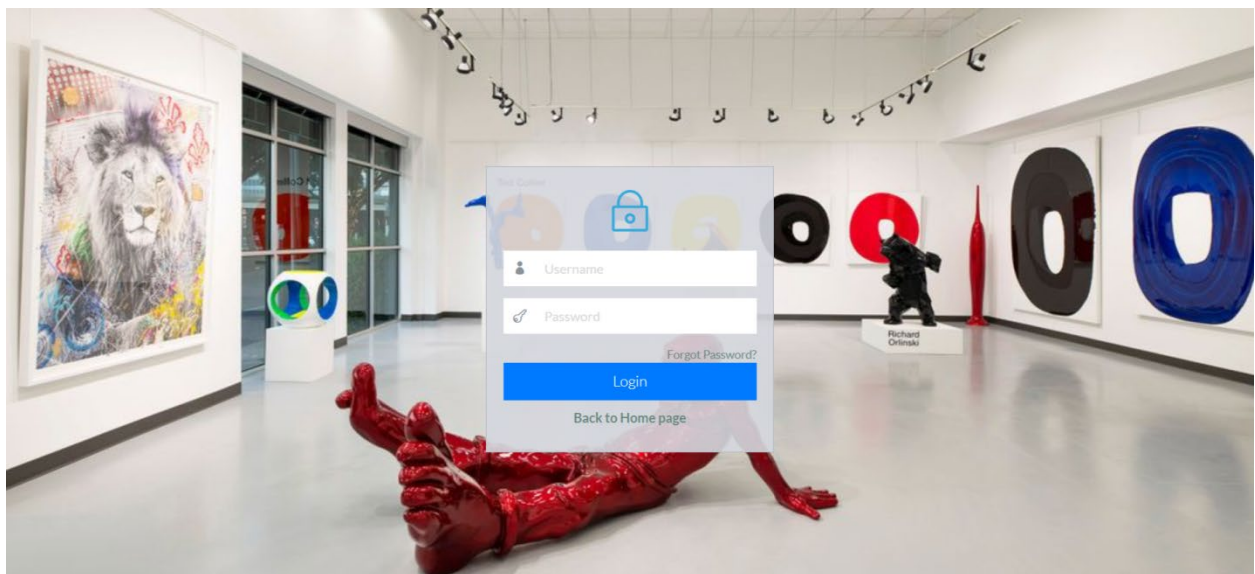 Username
Password
Forgot Password?
Login
Back to Home page
Richard
Orlinski